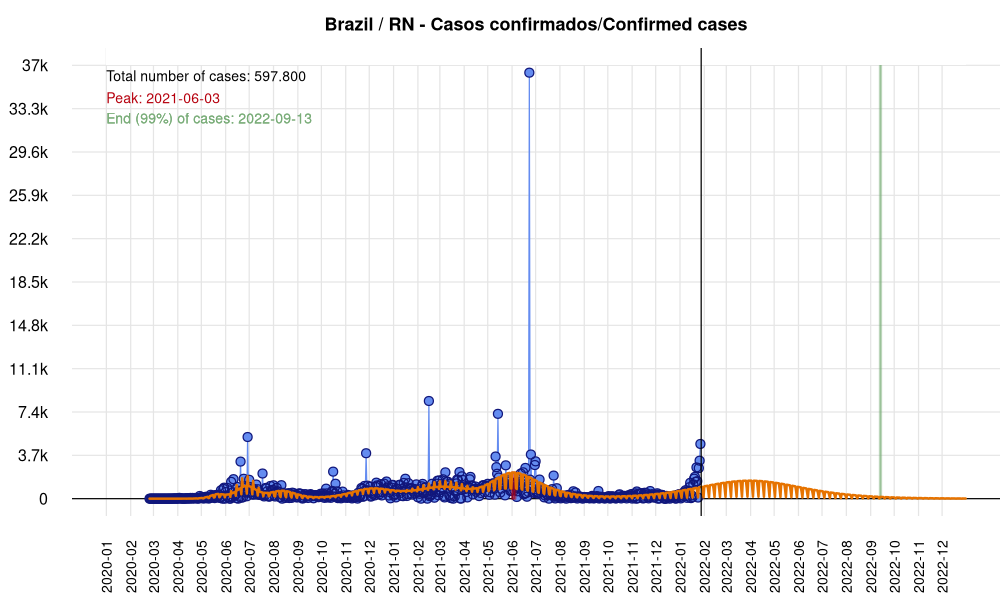 Brazil / RN - Casos confirmados/Confirmed cases
37k
Total number of cases: 597.800
Peak: 2021-06-03
33.3k
End (99%) of cases: 2022-09-13
29.6k
25.9k
22.2k
18.5k
14.8k
11.1k
7.4k
3.7k
0
2020-01
2020-02
2020-03
2020-04
2020-05
2020-06
2020-07
2020-08
2020-09
2020-10
2020-11
2020-12
2021-01
2021-02
2021-03
2021-04
2021-05
2021-06
2021-07
2021-08
2021-09
2021-10
2021-11
2021-12
2022-01
2022-02
2022-03
2022-04
2022-05
2022-06
2022-07
2022-08
2022-09
2022-10
2022-11
2022-12